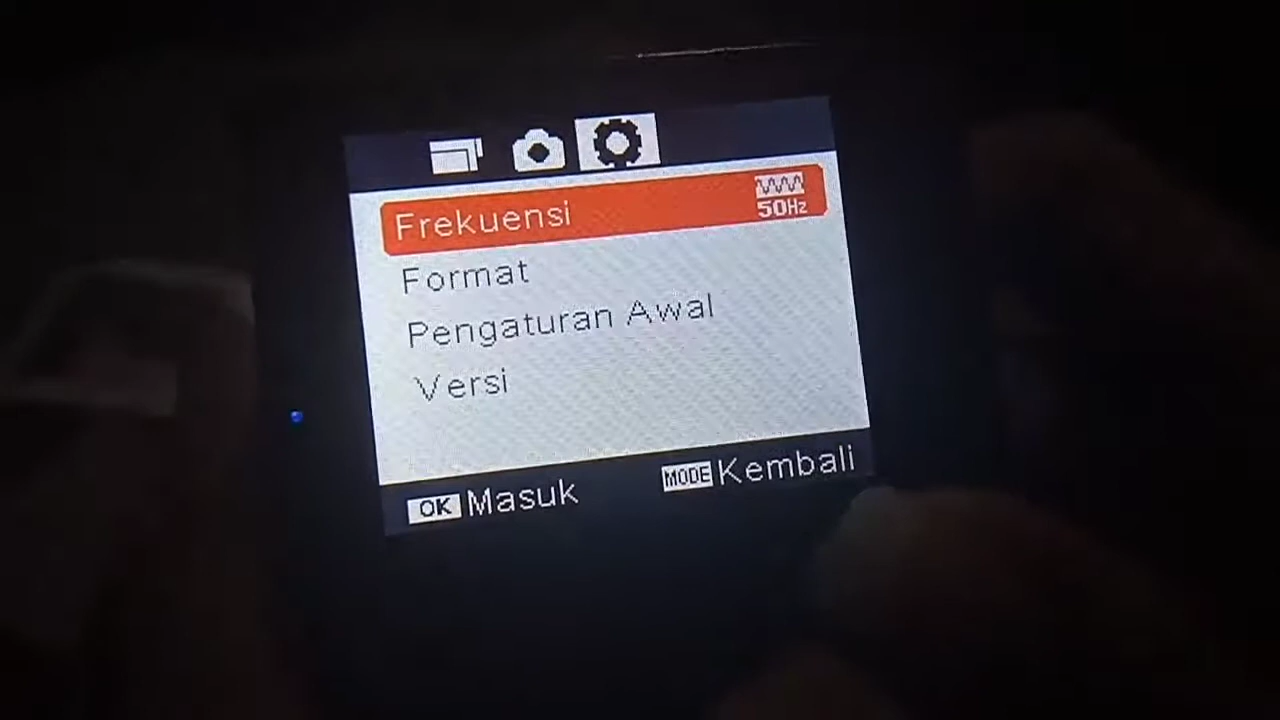 Frekuensi 50Hz
Format
Pengaturan Awal
Versi
OK Masuk MODE Kembali